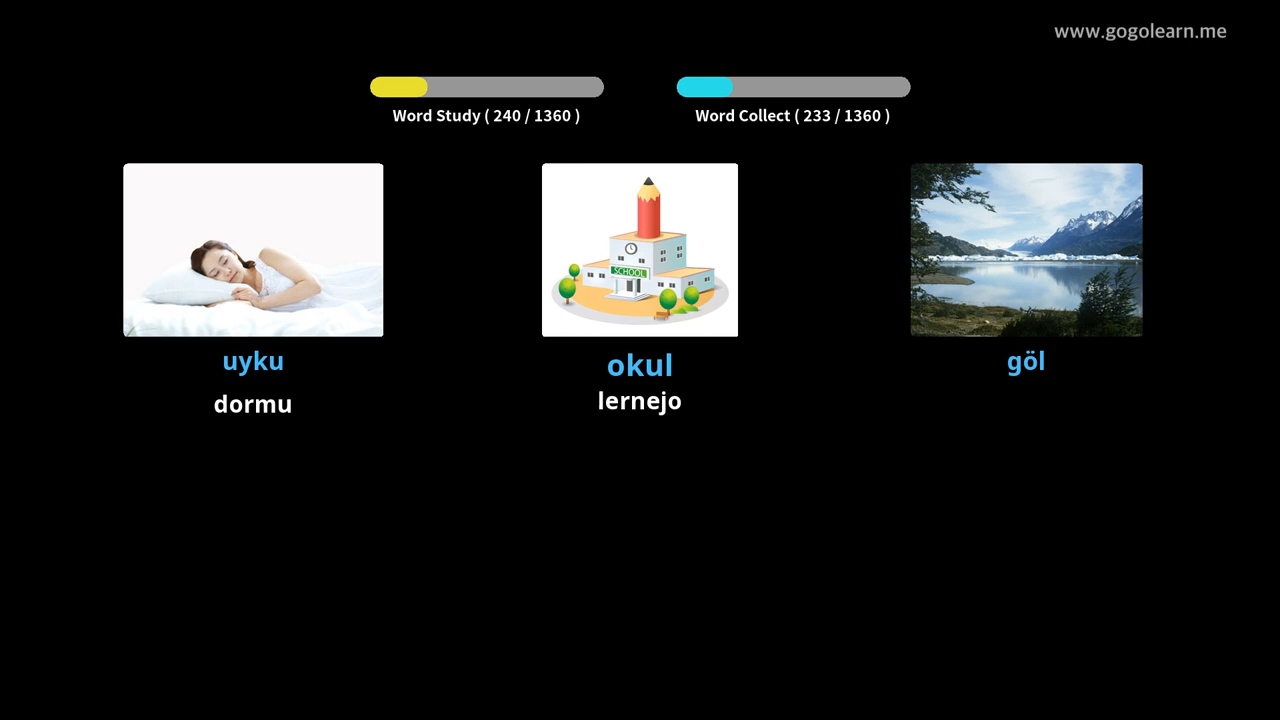 www.gogolearn.me
Word Study ( 240 / 1360 )
Word Collect ( 233 / 1360 )
SCHOOL
uyku
okul
göl
dormu
lernejo